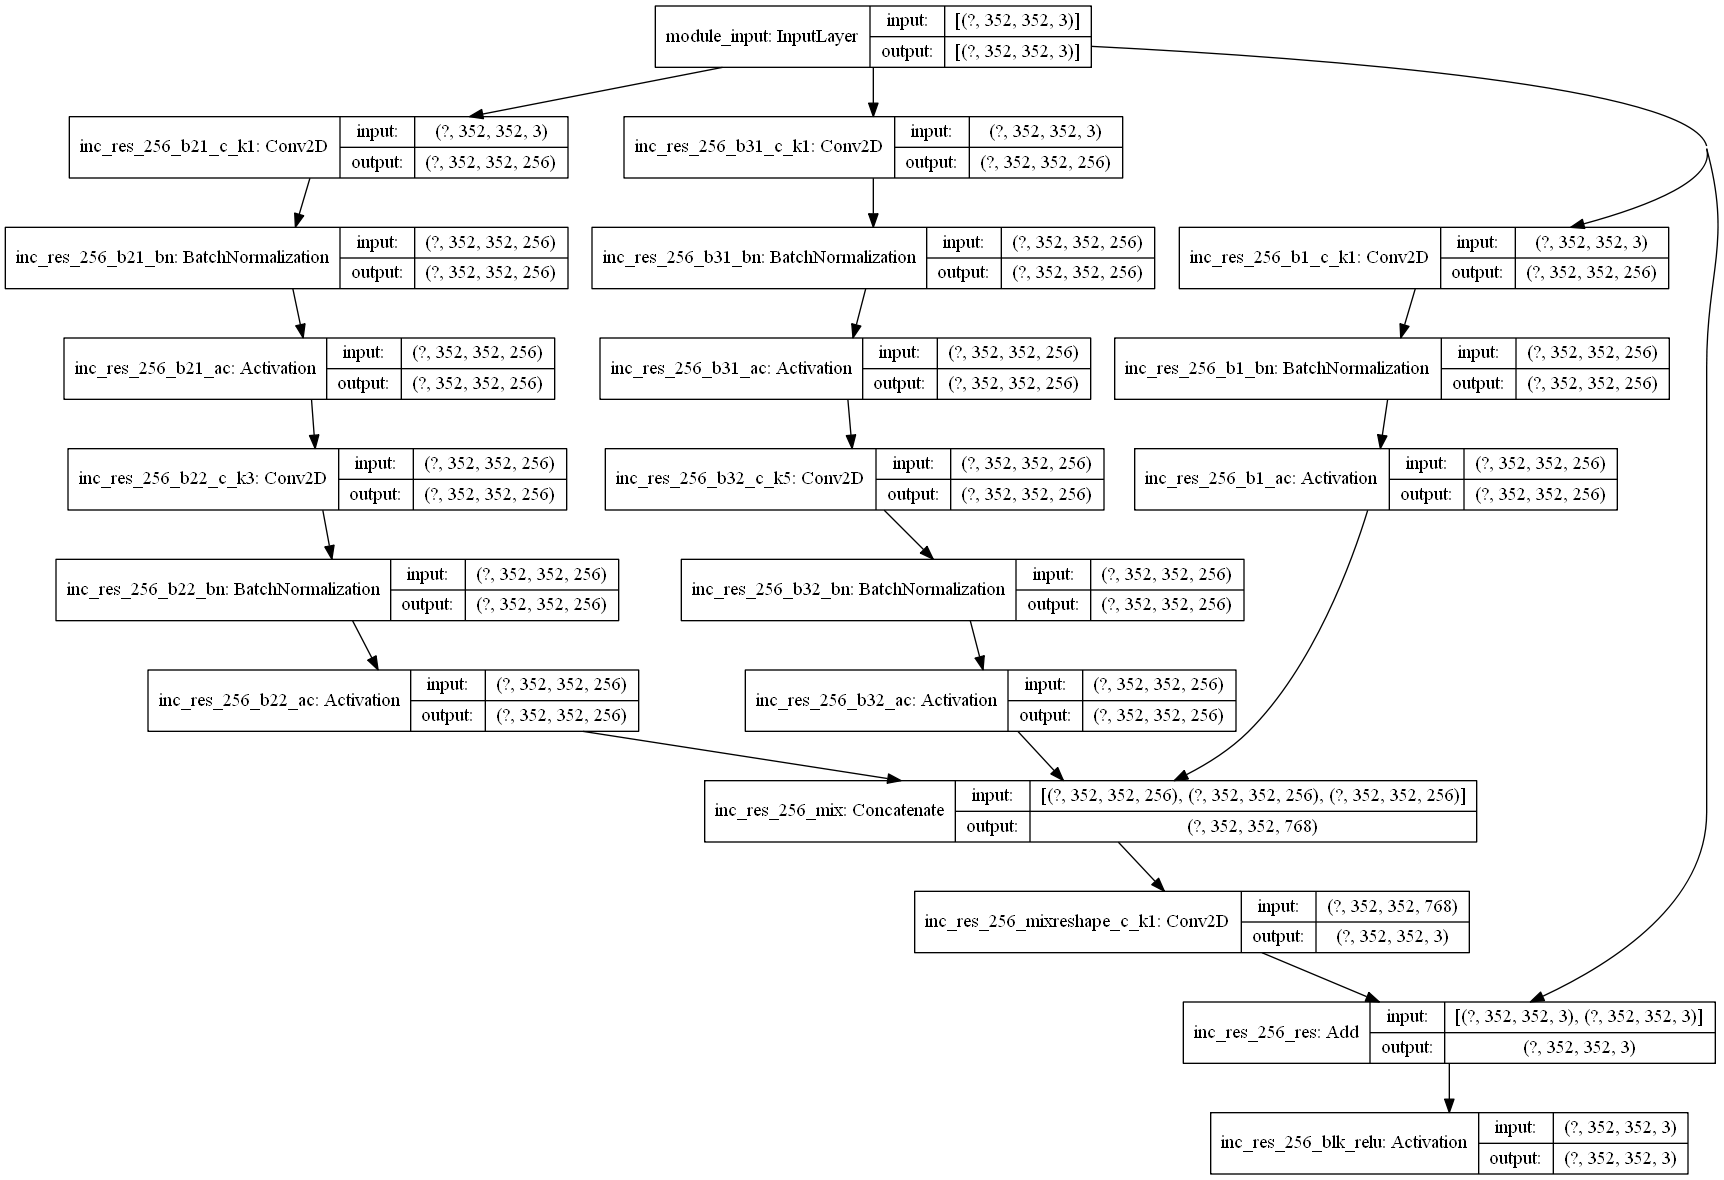 module_input: InputLayer
input:
[(?, 352, 352, 3)]
output:
[(?, 352, 352, 3)]
inc_res_256_b21_c_k1: Conv2D
input:
(?, 352, 352, 3)
output:
(?, 352, 352, 256)
inc_res_256_b31_c_k1: Conv2D
input:
(?, 352, 352, 3)
output:
(?, 352, 352, 256)
inc_res_256_b21_bn: BatchNormalization
input:
(?, 352, 352, 256)
output:
(?, 352, 352, 256)
inc_res_256_b31_bn: BatchNormalization
input:
(?, 352, 352, 256)
output:
(?, 352, 352, 256)
inc_res_256_b1_c_k1: Conv2D
input:
(?, 352, 352, 3)
output:
(?, 352, 352, 256)
inc_res_256_b21_ac: Activation
input:
(?, 352, 352, 256)
output:
(?, 352, 352, 256)
inc_res_256_b31_ac: Activation
input:
(?, 352, 352, 256)
output:
(?, 352, 352, 256)
inc_res_256_b1_bn: BatchNormalization
input:
(?, 352, 352, 256)
output:
(?, 352, 352, 256)
inc_res_256_b22_c_k3: Conv2D
input:
(?, 352, 352, 256)
output:
(?, 352, 352, 256)
inc_res_256_b32_c_k5: Conv2D
input:
(?, 352, 352, 256)
output:
(?, 352, 352, 256)
inc_res_256_b1_ac: Activation
input:
(?, 352, 352, 256)
output:
(?, 352, 352, 256)
inc_res_256_b22_bn: BatchNormalization
input:
(?, 352, 352, 256)
output:
(?, 352, 352, 256)
inc_res_256_b32_bn: BatchNormalization
input:
(?, 352, 352, 256)
output:
(?, 352, 352, 256)
inc_res_256_b22_ac: Activation
input:
(?, 352, 352, 256)
output:
(?, 352, 352, 256)
inc_res_256_b32_ac: Activation
input:
(?, 352, 352, 256)
output:
(?, 352, 352, 256)
inc_res_256_mix: Concatenate
input:
[(?, 352, 352, 256), (?, 352, 352, 256), (?, 352, 352, 256)]
output:
(?, 352, 352, 768)
inc_res_256_mixreshape_c_k1: Conv2D
input:
(?, 352, 352, 768)
output:
(?, 352, 352, 3)
inc_res_256_res: Add
input:
[(?, 352, 352, 3), (?, 352, 352, 3)]
output:
(?, 352, 352, 3)
inc_res_256_blk_relu: Activation
input:
(?, 352, 352, 3)
output:
(?, 352, 352, 3)